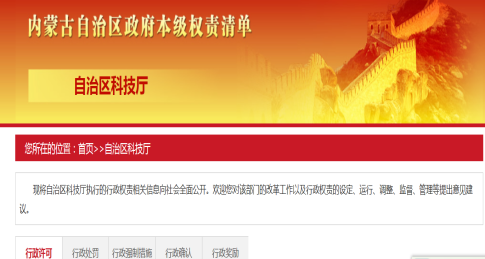 内蒙古自治区政府本级权责清单
自治区科技厅
您所在的位置：首页>>自治区科技厅
现将自治区科技厅执行的行政权责相关信息向社会全面公开。欢迎您对该部门的改革工作以及行政权责的设定、运行、调整、监督、管理等提出意见建
议。
行政许可 行政处罚 行政强制措施 行政确认 行政奖励